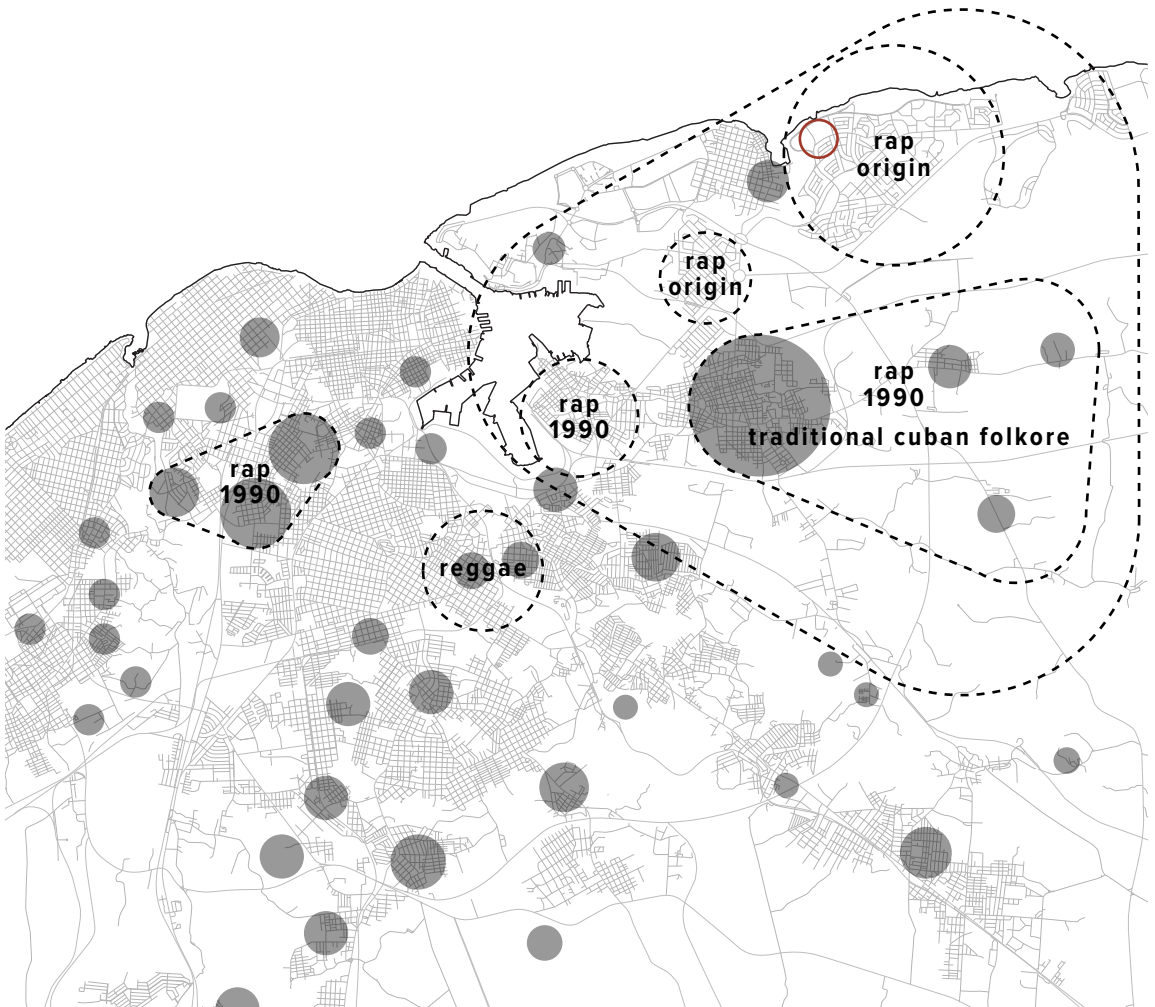 rap
origin
rap
origin
rap
1990
traditional cuban folkore
rap
1990
rap
1990
reggae